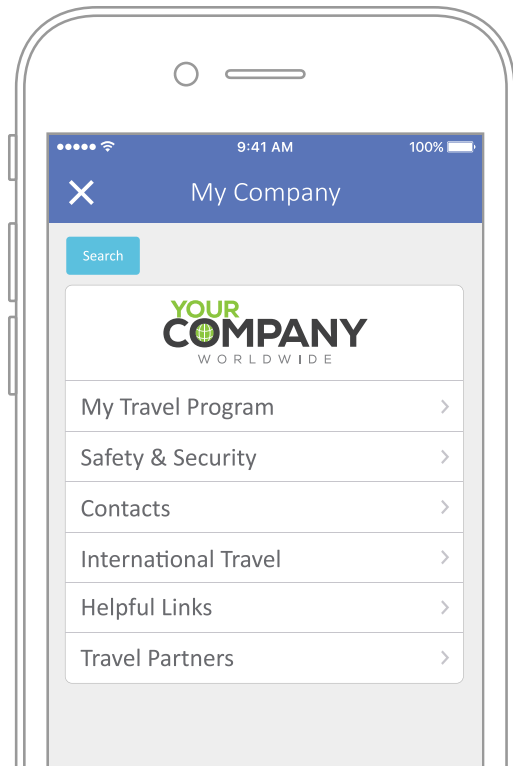 9:41 AM
100%
My Company
Search
YOUR
COMPANY
WORLDWIDE
My Travel Program
Safety & Security
Contacts
International Travel
Helpful Links
Travel Partners